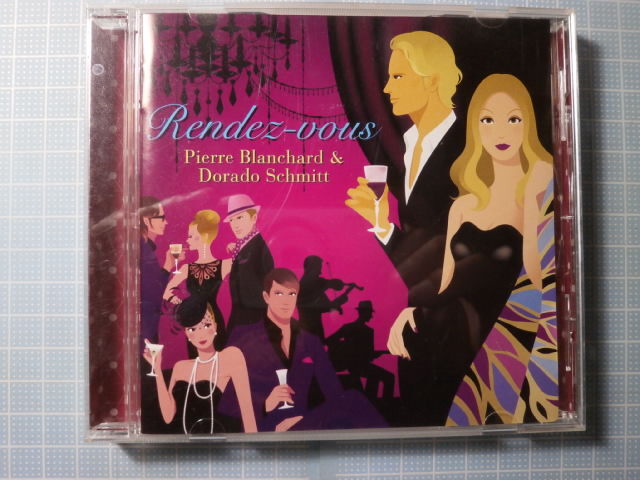 Rendez-vous
Pierre Blanchard &
Dorado Schmitt